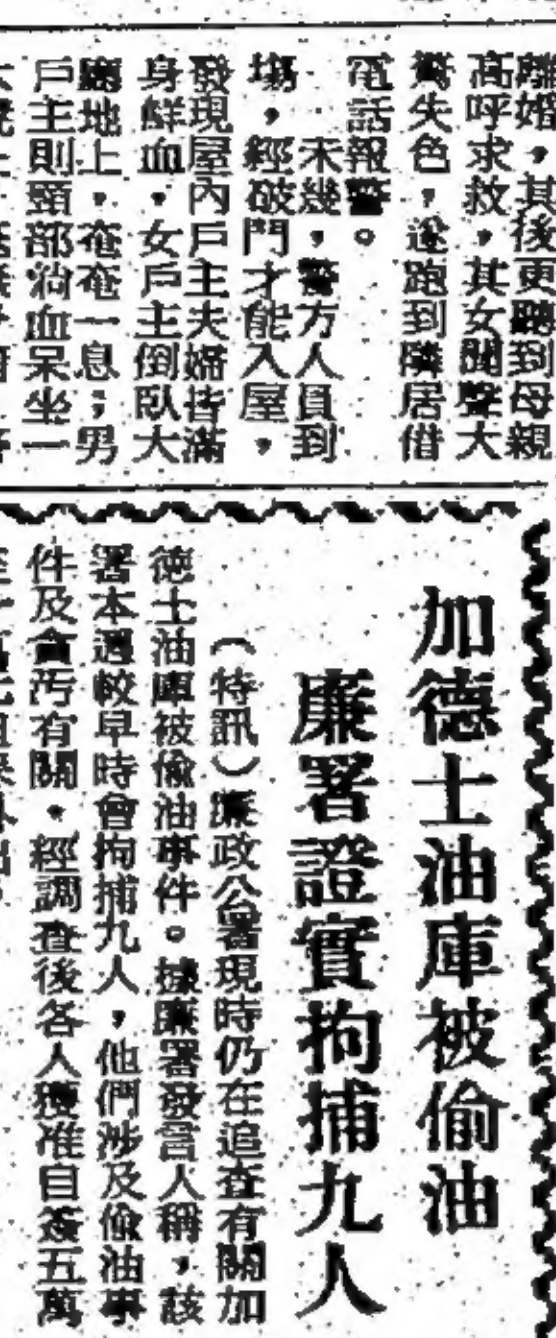 離婚，其後更聽到母親
高呼求救，其女聞聲大
驚失色，遂跑到隣居借
電話報警。
未幾，警方人員到
場，經破門才能入屋，
發現屋內戶主夫婦皆滿
身鮮血，女戶主倒臥大
廳地上，奄奄一息；男
戶主則頸部淌血呆坐一
加德士油庫被偷油
廉署證實拘捕九人
（特訊）廉政公署現時仍在追查有關加
德士油庫被偷油事件。據廉署發言人稱，該
署本週較早時會拘捕九人，他們涉及偷油事
件及貪汚有關，經調查後各人獲准自簽五萬